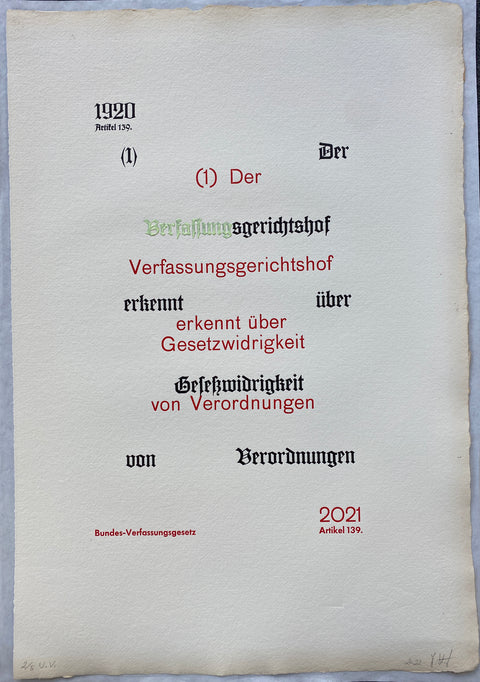 1920
Artikel 139.
(1) Der
(1) Der
Verfassungsgerichtshof
Verfassungsgerichtshof
erkennt über
erkennt über
Gesetzwidrigkeit
Gesetzwidrigkeit
von Verordnungen
von Verordnungen
2021
Bundes-Verfassungsgesetz Artikel 139.